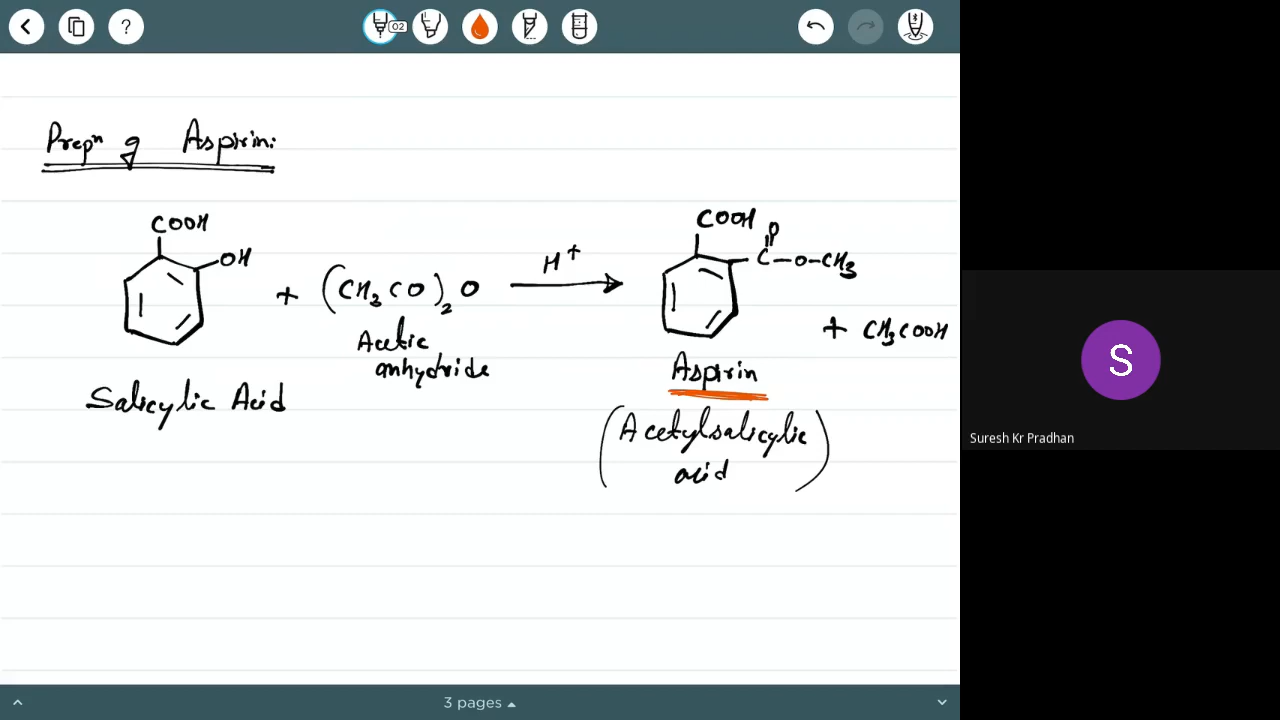 ?
02
Prepⁿ of Aspirin:
COOH
OH
+ (CH₃CO)₂O
H⁺
COOH
O
C-O-CH₃
+ CH₃COOH
Acetic
anhydride
Salicylic Acid
Aspirin
(Acetylsalicylic
acid)
S
Suresh Kr Pradhan
3 pages